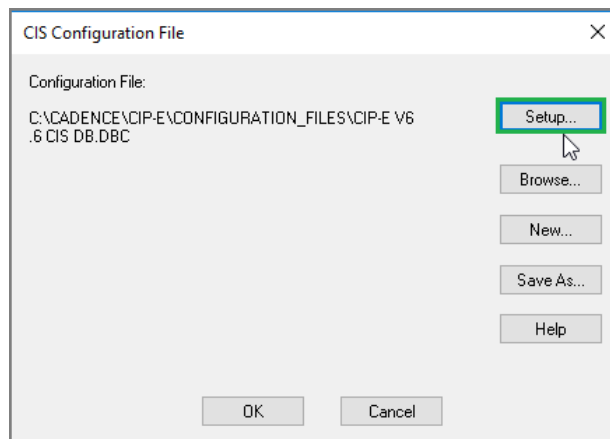 CIS Configuration File
Configuration File:
C:\CADENCE\CIP-E\CONFIGURATION_FILES\CIP-E V6
.6 CIS DB.DBC
Setup...
Browse...
New...
Save As...
Help
OK
Cancel